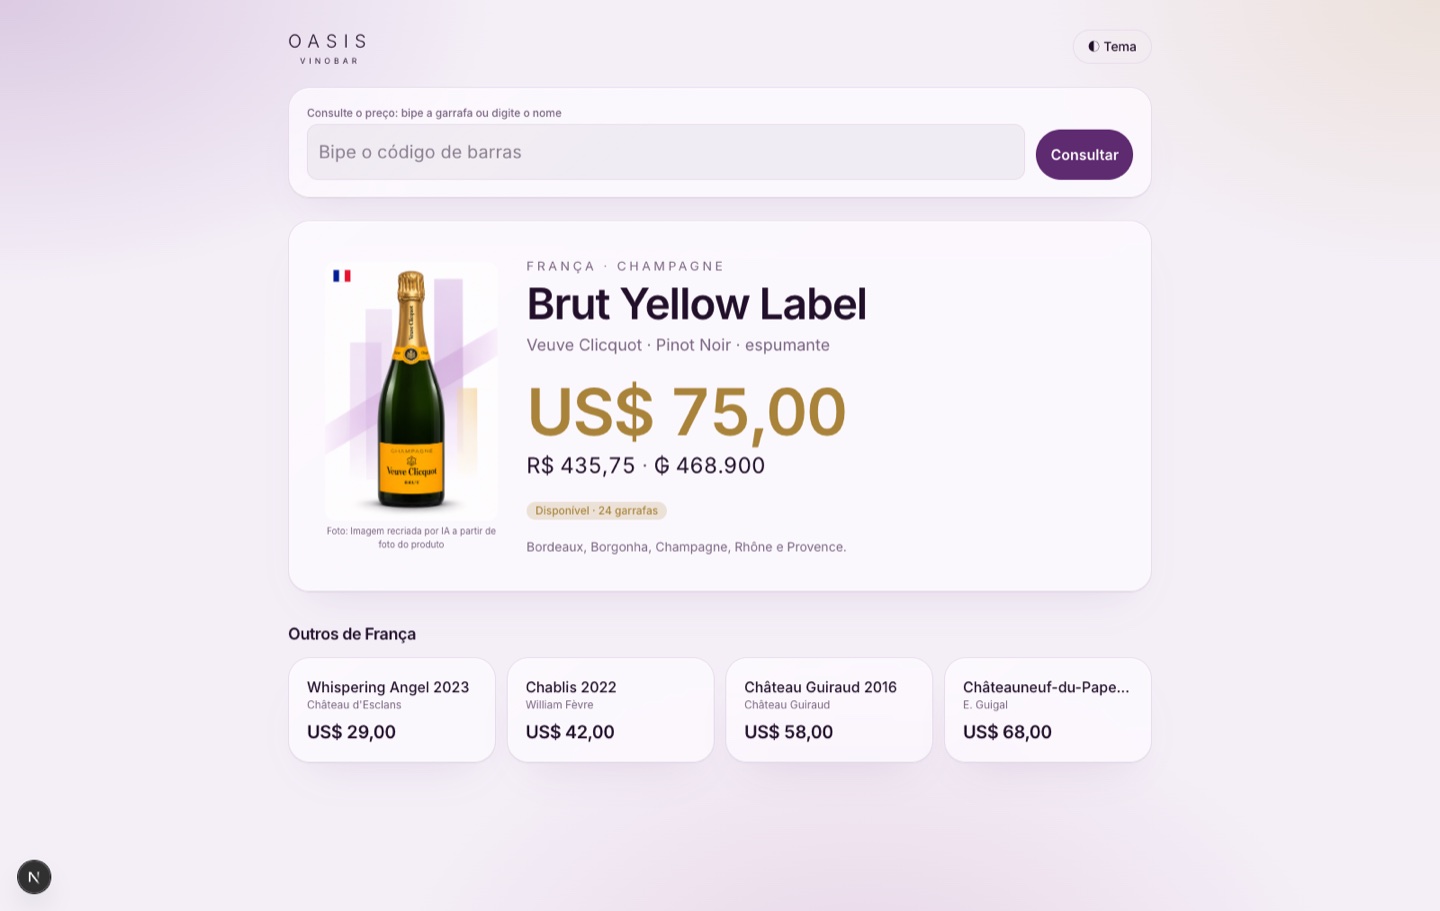 OASIS
VINOBAR
Tema
Consulte o preço: bipe a garrafa ou digite o nome
Bipe o código de barras
Consultar
FRANÇA · CHAMPAGNE
Brut Yellow Label
Veuve Clicquot · Pinot Noir · espumante
US$ 75,00
R$ 435,75 · ₲ 468.900
Disponível · 24 garrafas
Bordeaux, Borgonha, Champagne, Rhône e Provence.
CHAMPAGNE
Veuve Clicquot
BRUT
Foto: Imagem recriada por IA a partir de
foto do produto
Outros de França
Whispering Angel 2023
Château d'Esclans
US$ 29,00
Chablis 2022
William Fèvre
US$ 42,00
Château Guiraud 2016
Château Guiraud
US$ 58,00
Châteauneuf-du-Pape…
E. Guigal
US$ 68,00
N